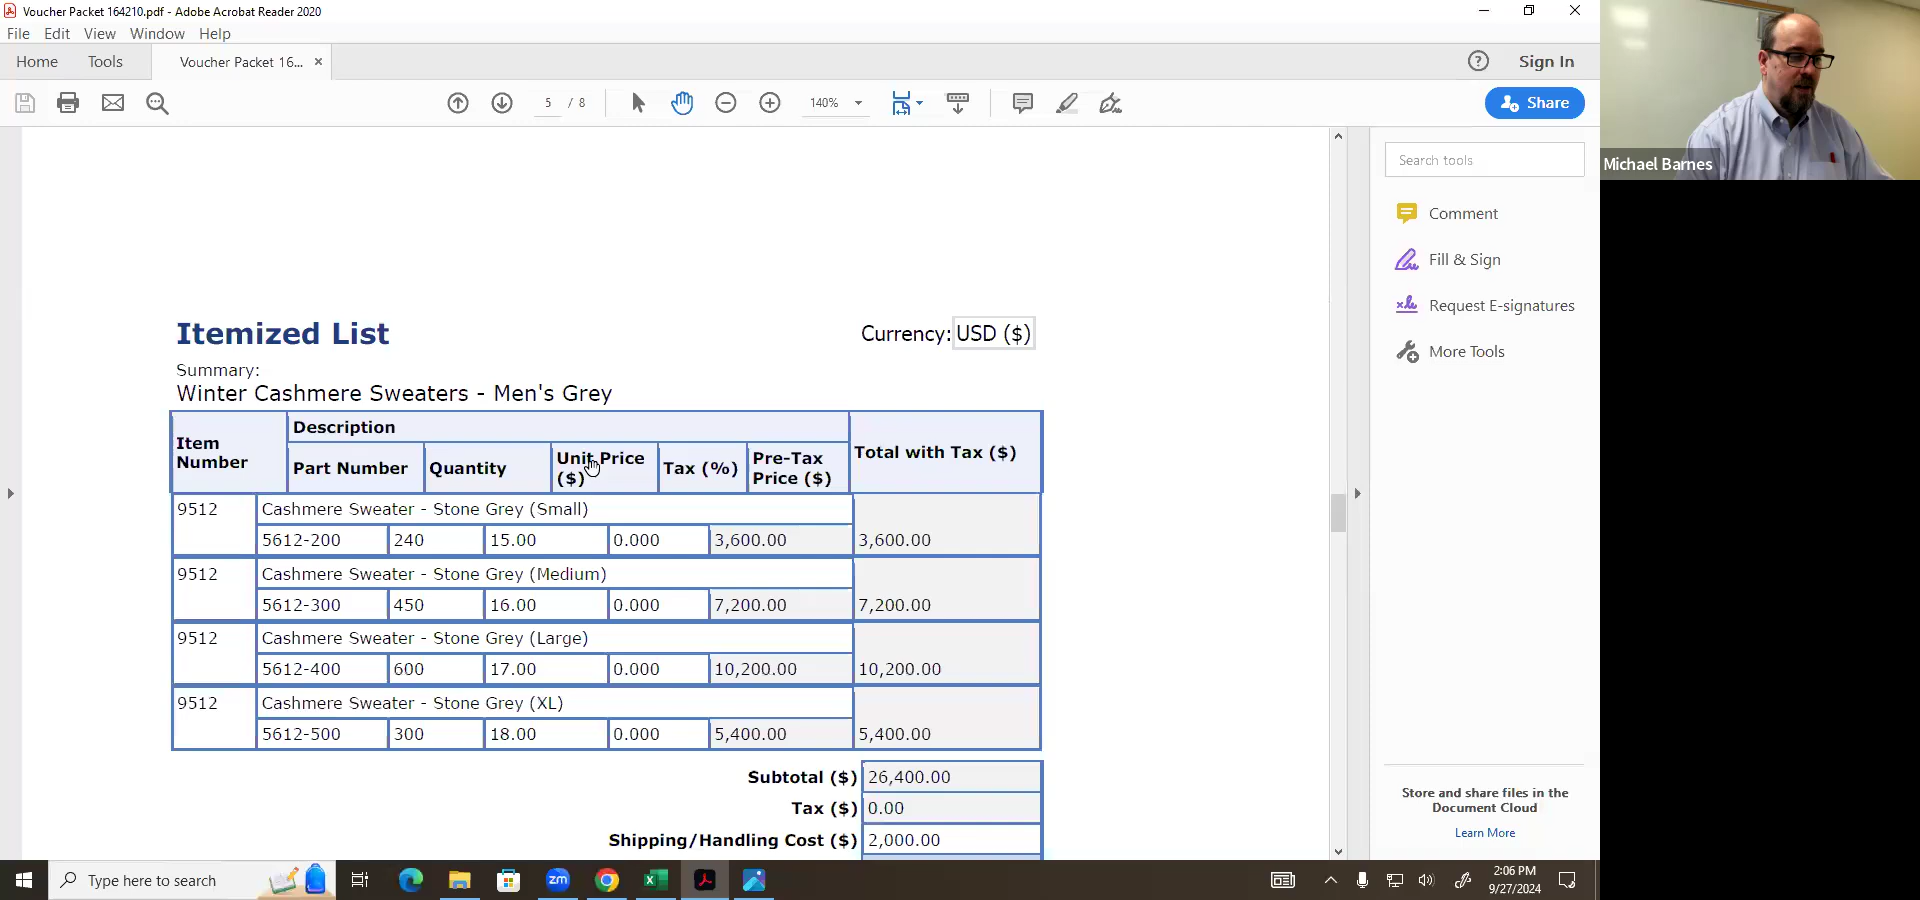 Voucher Packet 164210.pdf - Adobe Acrobat Reader 2020
File Edit View Window Help
Home Tools Voucher Packet 16... × Sign In
5 / 8 140% Share
Search tools
Michael Barnes
Comment
Fill & Sign
Request E-signatures
More Tools
Itemized List Currency: USD ($)
Summary:
Winter Cashmere Sweaters - Men's Grey
Item Number Description Total with Tax ($)
Part Number Quantity Unit Price ($) Tax (%) Pre-Tax Price ($)
9512 Cashmere Sweater - Stone Grey (Small)
5612-200 240 15.00 0.000 3,600.00 3,600.00
9512 Cashmere Sweater - Stone Grey (Medium)
5612-300 450 16.00 0.000 7,200.00 7,200.00
9512 Cashmere Sweater - Stone Grey (Large)
5612-400 600 17.00 0.000 10,200.00 10,200.00
9512 Cashmere Sweater - Stone Grey (XL)
5612-500 300 18.00 0.000 5,400.00 5,400.00
Subtotal ($) 26,400.00
Tax ($) 0.00
Shipping/Handling Cost ($) 2,000.00
Store and share files in the
Document Cloud
Learn More
Type here to search
zm
2:06 PM
9/27/2024